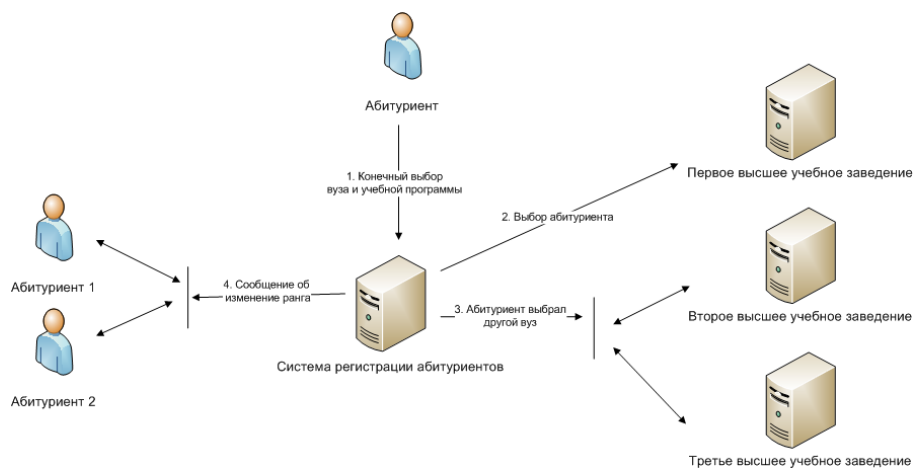 Абитуриент
1. Конечный выбор
вуза и учебной программы
Первое высшее учебное заведение
2. Выбор абитуриента
Абитуриент 1
4. Сообщение об
изменение ранга
3. Абитуриент выбрал
другой вуз
Второе высшее учебное заведение
Система регистрации абитуриентов
Абитуриент 2
Третье высшее учебное заведение